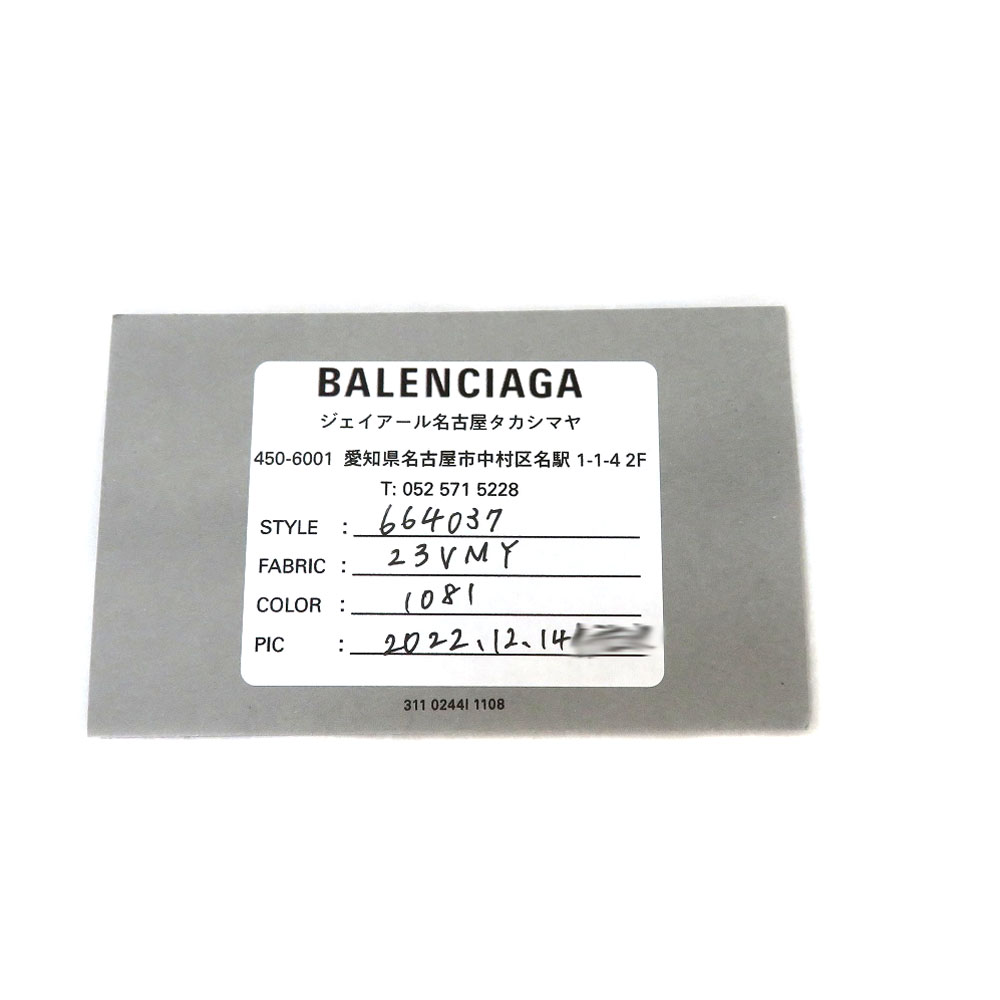 BALENCIAGA
ジェイアール名古屋タカシマヤ
450-6001 愛知県名古屋市中村区名駅 1-1-4 2F
T: 052 571 5228
STYLE : 664037
FABRIC : 23VMY
COLOR : 1081
PIC : 2022、12、14
311 0244I 1108